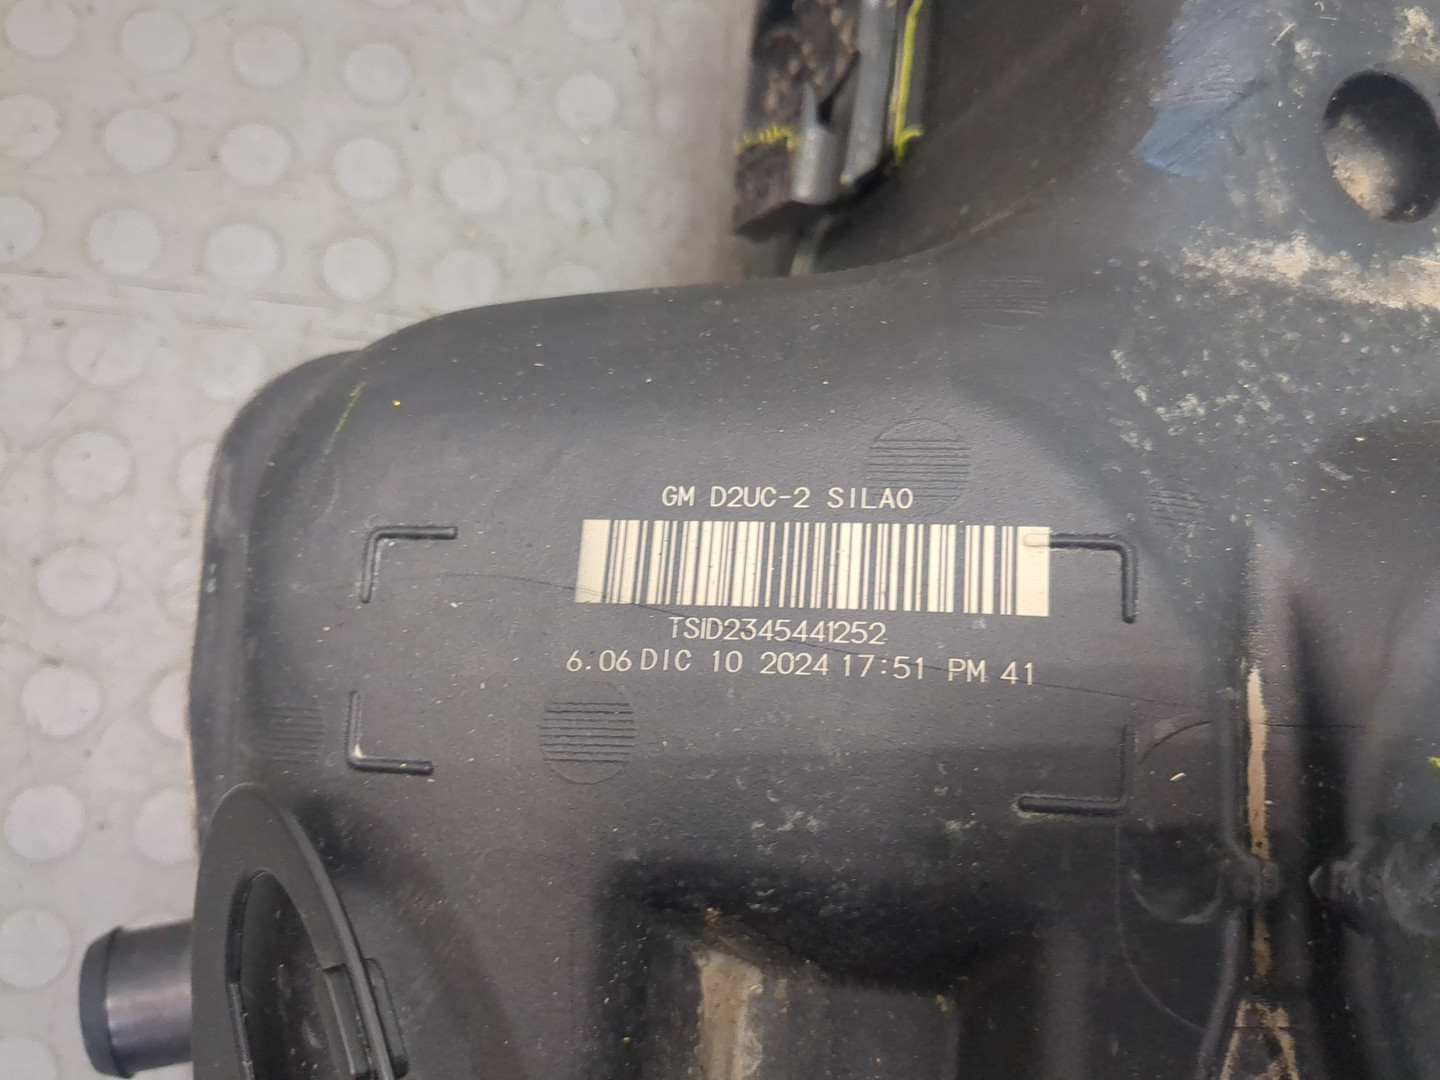 GM D2UC-2 SILAO
TSID2345441252
6.06 DIC 10 2024 17:51 PM 41